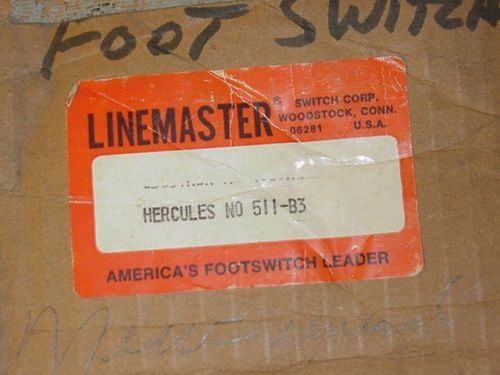 FOOT SWITCH
LINEMASTER® SWITCH CORP.
WOODSTOCK, CONN.
06281 U.S.A.
HERCULES NO 511-B3
AMERICA'S FOOTSWITCH LEADER